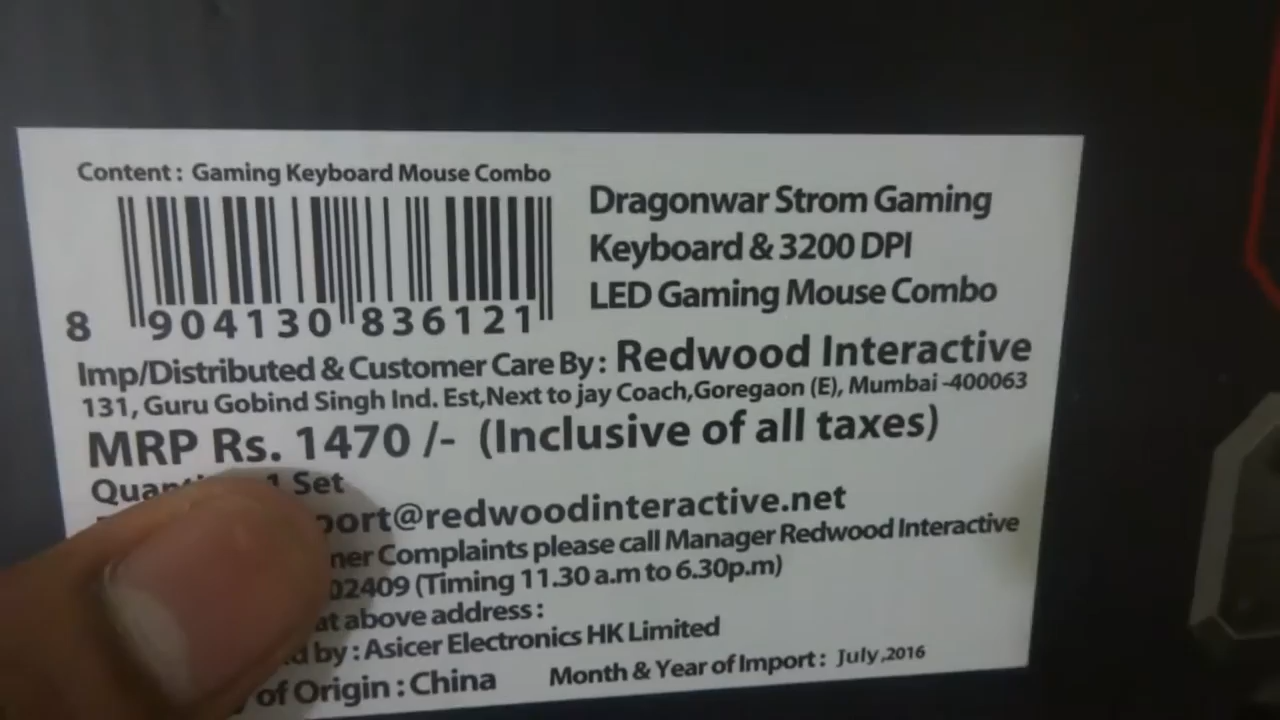 Content : Gaming Keyboard Mouse Combo
8 904130 836121
Dragonwar Strom Gaming
Keyboard & 3200 DPI
LED Gaming Mouse Combo
Imp/Distributed & Customer Care By : Redwood Interactive
131, Guru Gobind Singh Ind. Est,Next to jay Coach,Goregaon (E), Mumbai -400063
MRP Rs. 1470 /- (Inclusive of all taxes)
1 Set
port@redwoodinteractive.net
Complaints please call Manager Redwood Interactive
02409 (Timing 11.30 a.m to 6.30p.m)
at above address :
by : Asicer Electronics HK Limited
of Origin : China
Month & Year of Import : July,2016